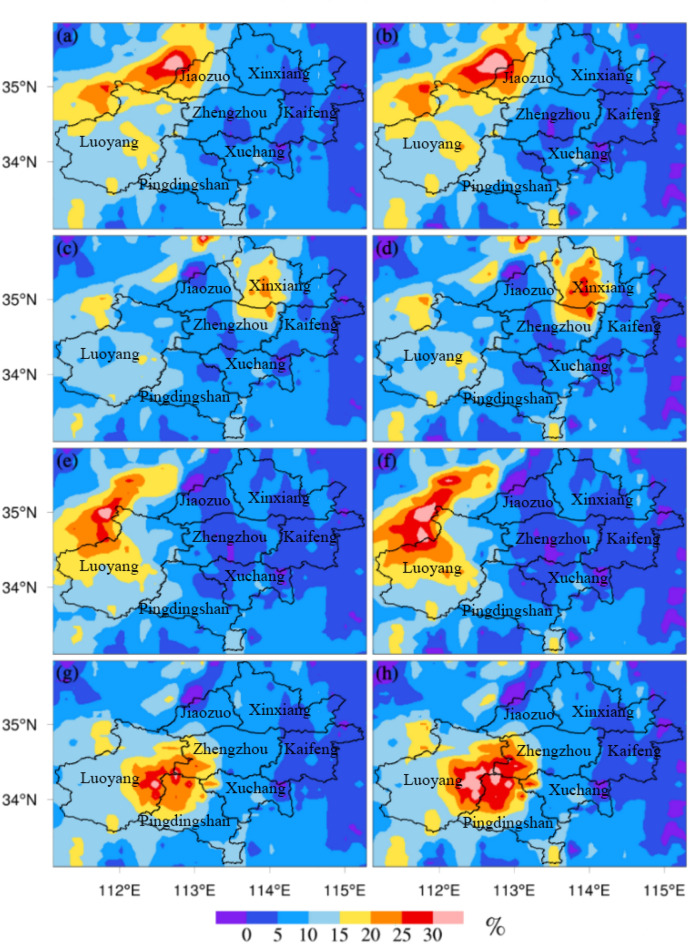 (a) (b)
Jiaozuo Xinxiang Jiaozuo Xinxiang
35°N
Zhengzhou Kaifeng Zhengzhou Kaifeng
Luoyang Xuchang Luoyang Xuchang
34°N
Pingdingshan Pingdingshan
(c) (d)
Jiaozuo Xinxiang Jiaozuo Xinxiang
35°N
Zhengzhou Kaifeng Zhengzhou Kaifeng
Luoyang Xuchang Luoyang Xuchang
34°N
Pingdingshan Pingdingshan
(e) (f)
Jiaozuo Xinxiang Jiaozuo Xinxiang
35°N
Zhengzhou Kaifeng Zhengzhou Kaifeng
Luoyang Xuchang Luoyang Xuchang
34°N
Pingdingshan Pingdingshan
(g) (h)
Jiaozuo Xinxiang Jiaozuo Xinxiang
35°N
Zhengzhou Kaifeng Zhengzhou Kaifeng
Luoyang Xuchang Luoyang Xuchang
34°N
Pingdingshan Pingdingshan
112°E 113°E 114°E 115°E 112°E 113°E 114°E 115°E
0 5 10 15 20 25 30 %